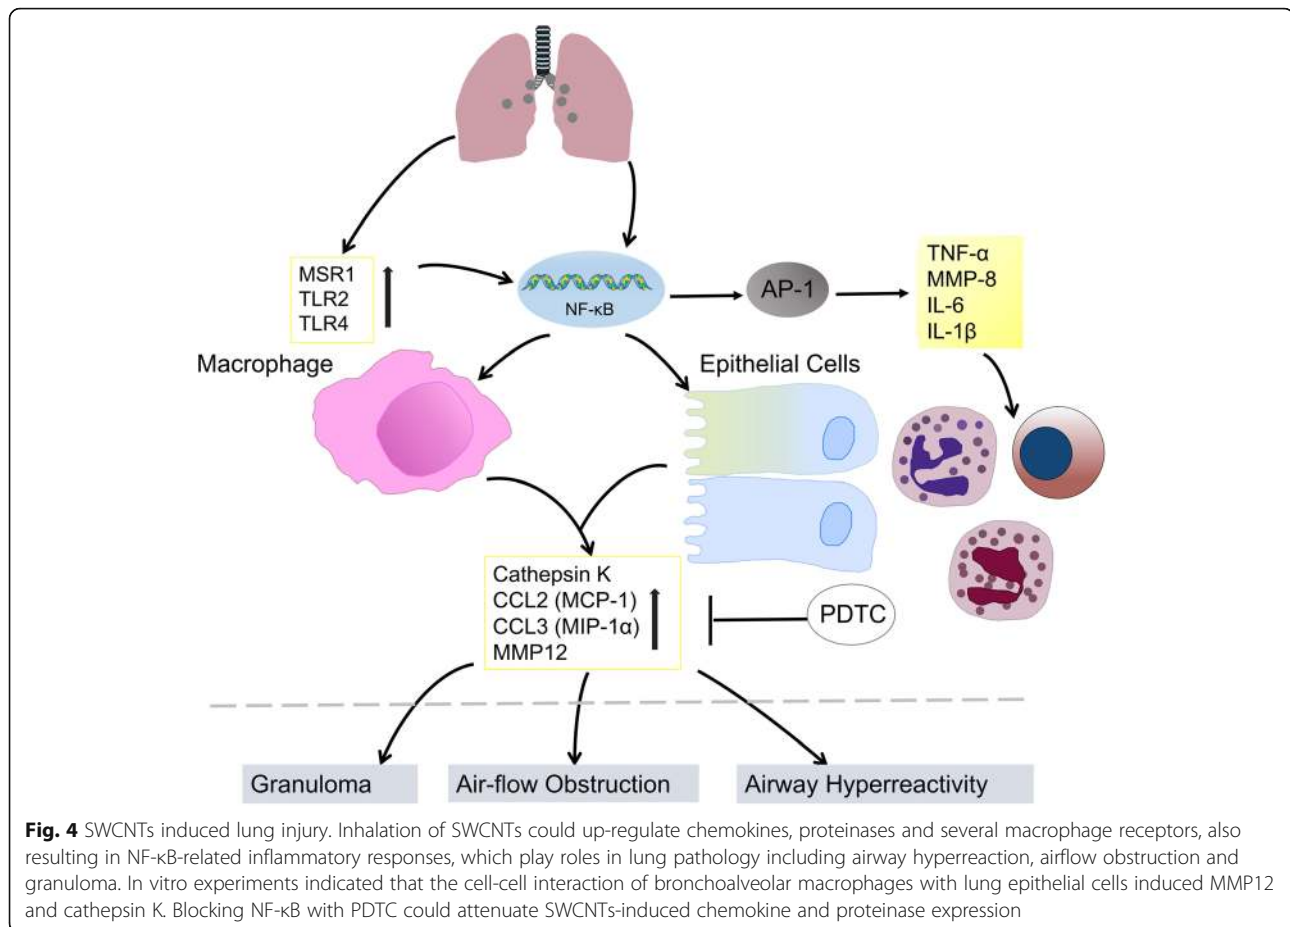 MSR1
TLR2
TLR4
NF-κB
AP-1
TNF-α
MMP-8
IL-6
IL-1β
Macrophage
Epithelial Cells
Cathepsin K
CCL2 (MCP-1)
CCL3 (MIP-1α)
MMP12
PDTC
Granuloma
Air-flow Obstruction
Airway Hyperreactivity
Fig. 4 SWCNTs induced lung injury. Inhalation of SWCNTs could up-regulate chemokines, proteinases and several macrophage receptors, also
resulting in NF-κB-related inflammatory responses, which play roles in lung pathology including airway hyperreaction, airflow obstruction and
granuloma. In vitro experiments indicated that the cell-cell interaction of bronchoalveolar macrophages with lung epithelial cells induced MMP12
and cathepsin K. Blocking NF-κB with PDTC could attenuate SWCNTs-induced chemokine and proteinase expression